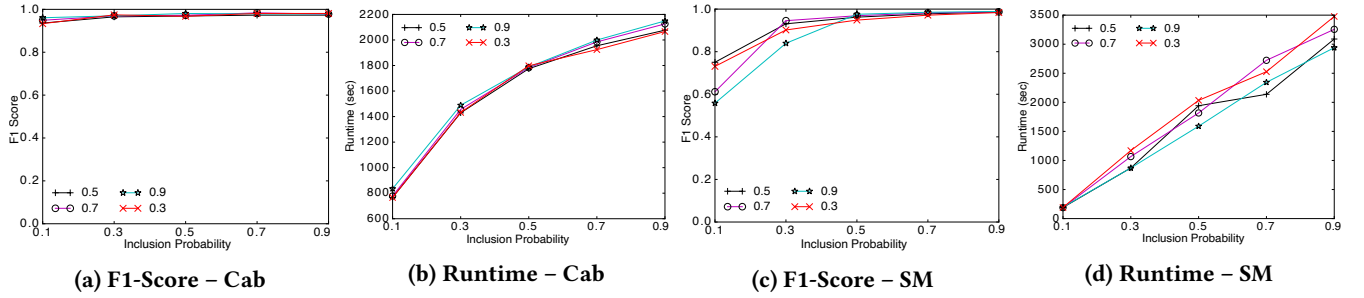 1.0
0.8
0.6
0.4
0.2
0.0
F1 Score
0.5 0.9
0.7 0.3
0.1 0.3 0.5 0.7 0.9
Inclusion Probability
(a) F1-Score – Cab
2200
2000
1800
1600
1400
1200
1000
800
600
Runtime (sec)
0.5 0.9
0.7 0.3
0.1 0.3 0.5 0.7 0.9
Inclusion Probability
(b) Runtime – Cab
1.0
0.8
0.6
0.4
0.2
0.0
F1 Score
0.5 0.9
0.7 0.3
0.1 0.3 0.5 0.7 0.9
Inclusion Probability
(c) F1-Score – SM
3500
3000
2500
2000
1500
1000
500
0
Runtime (sec)
0.5 0.9
0.7 0.3
0.1 0.3 0.5 0.7 0.9
Inclusion Probability
(d) Runtime – SM